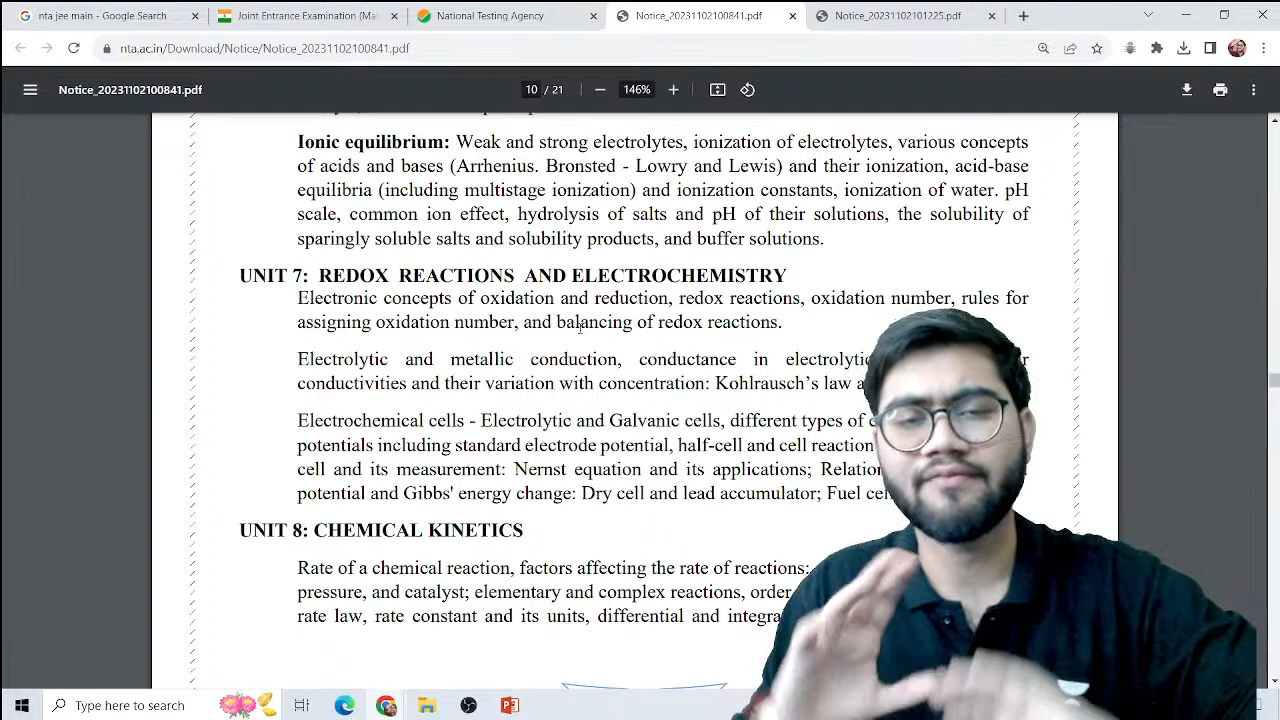 nta jee main - Google Search
Joint Entrance Examination (Mai
National Testing Agency
Notice_20231102100841.pdf
Notice_20231102101225.pdf
nta.ac.in/Download/Notice/Notice_20231102100841.pdf
Notice_20231102100841.pdf
10 / 21
146%
Ionic equilibrium: Weak and strong electrolytes, ionization of electrolytes, various concepts
of acids and bases (Arrhenius. Bronsted - Lowry and Lewis) and their ionization, acid-base
equilibria (including multistage ionization) and ionization constants, ionization of water. pH
scale, common ion effect, hydrolysis of salts and pH of their solutions, the solubility of
sparingly soluble salts and solubility products, and buffer solutions.
UNIT 7: REDOX REACTIONS AND ELECTROCHEMISTRY
Electronic concepts of oxidation and reduction, redox reactions, oxidation number, rules for
assigning oxidation number, and balancing of redox reactions.
Electrolytic and metallic conduction, conductance in electrolytic
conductivities and their variation with concentration: Kohlrausch's law
Electrochemical cells - Electrolytic and Galvanic cells, different types of
potentials including standard electrode potential, half-cell and cell reaction
cell and its measurement: Nernst equation and its applications;
potential and Gibbs' energy change: Dry cell and lead accumulator; Fuel
UNIT 8: CHEMICAL KINETICS
Rate of a chemical reaction, factors affecting the rate of reactions:
pressure, and catalyst; elementary and complex reactions, order
rate law, rate constant and its units, differential and
Type here to search